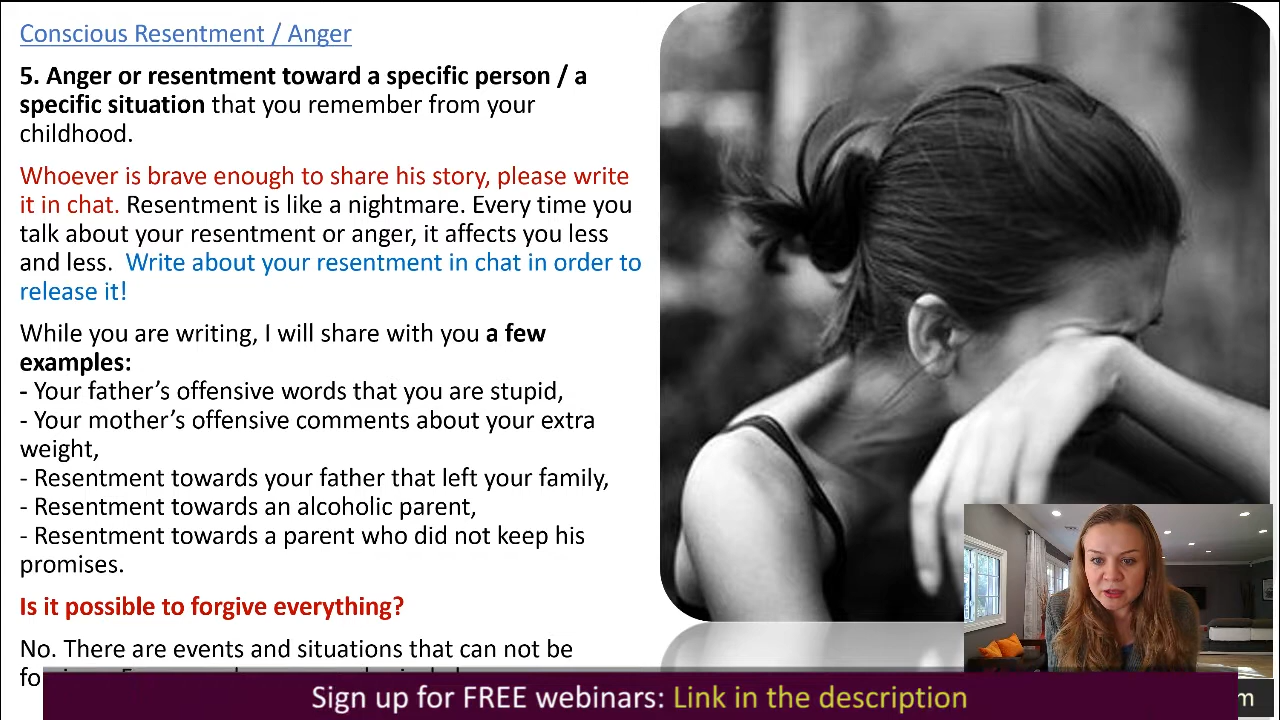 Conscious Resentment / Anger
5. Anger or resentment toward a specific person / a
specific situation that you remember from your
childhood.
Whoever is brave enough to share his story, please write
it in chat. Resentment is like a nightmare. Every time you
talk about your resentment or anger, it affects you less
and less. Write about your resentment in chat in order to
release it!
While you are writing, I will share with you a few
examples:
- Your father’s offensive words that you are stupid,
- Your mother’s offensive comments about your extra
weight,
- Resentment towards your father that left your family,
- Resentment towards an alcoholic parent,
- Resentment towards a parent who did not keep his
promises.
Is it possible to forgive everything?
No. There are events and situations that can not be
Sign up for FREE webinars: Link in the description